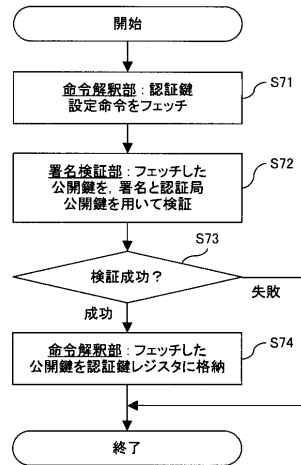 開始
命令解釈部：認証鍵
設定命令をフェッチ
S71
署名検証部：フェッチした
公開鍵を, 署名と認証局
公開鍵を用いて検証
S72
検証成功？
S73
失敗
成功
命令解釈部：フェッチした
公開鍵を認証鍵レジスタに格納
S74
終了